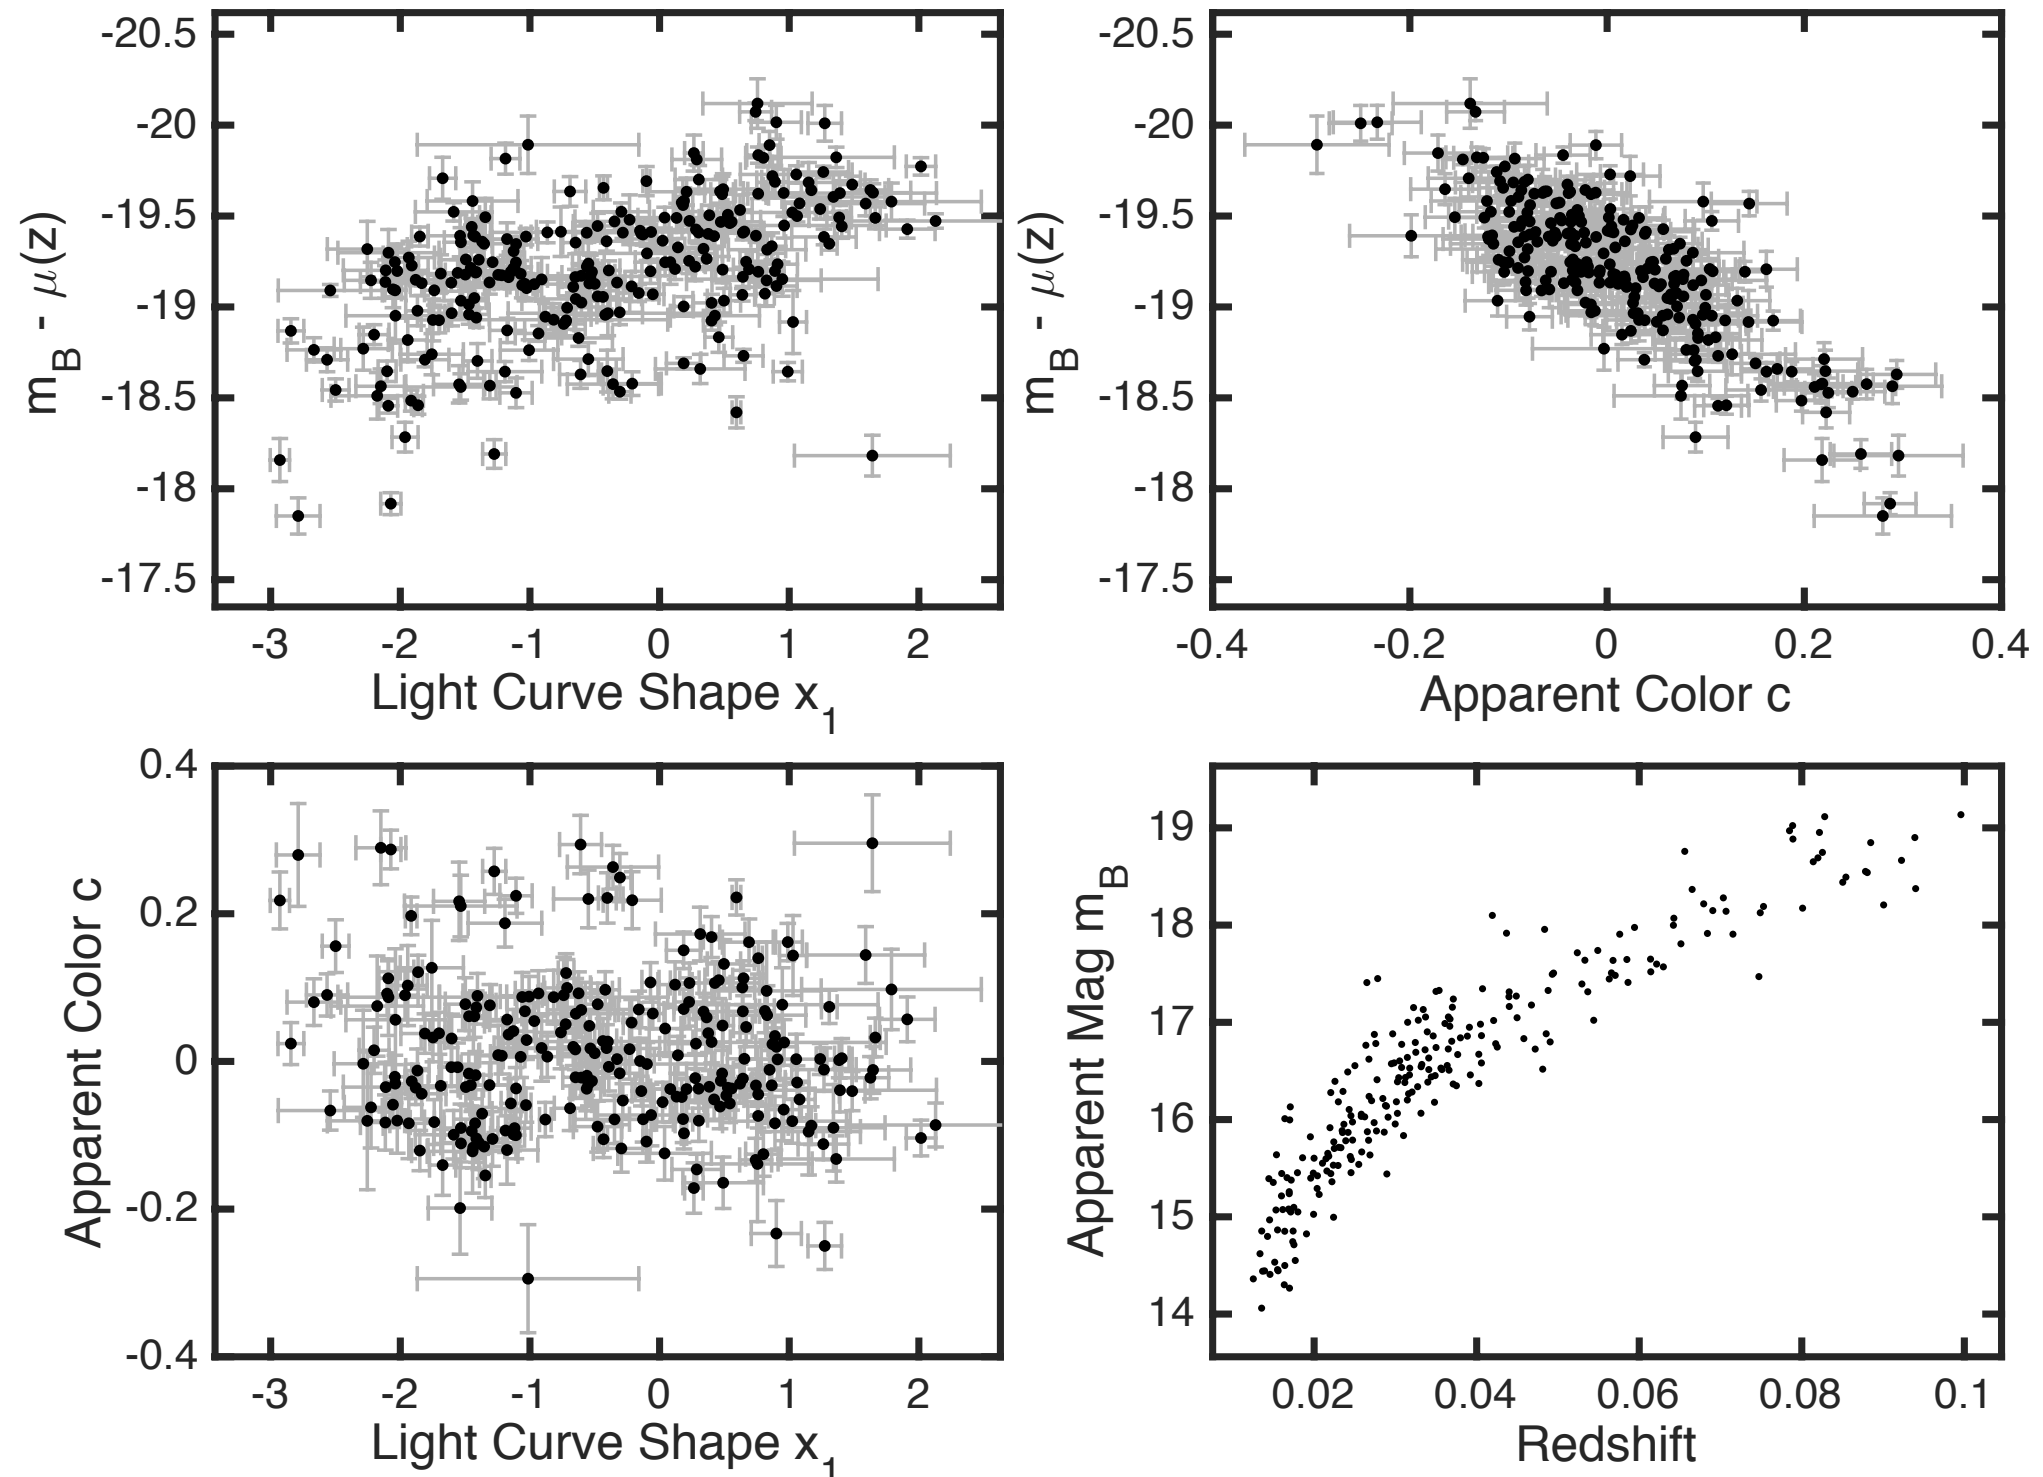 -20.5
-20
-19.5
-19
-18.5
-18
-17.5
m_B - μ(z)
-3 -2 -1 0 1 2
Light Curve Shape x_1
-20.5
-20
-19.5
-19
-18.5
-18
-17.5
m_B - μ(z)
-0.4 -0.2 0 0.2 0.4
Apparent Color c
0.4
0.2
0
-0.2
-0.4
Apparent Color c
-3 -2 -1 0 1 2
Light Curve Shape x_1
19
18
17
16
15
14
Apparent Mag m_B
0.02 0.04 0.06 0.08 0.1
Redshift